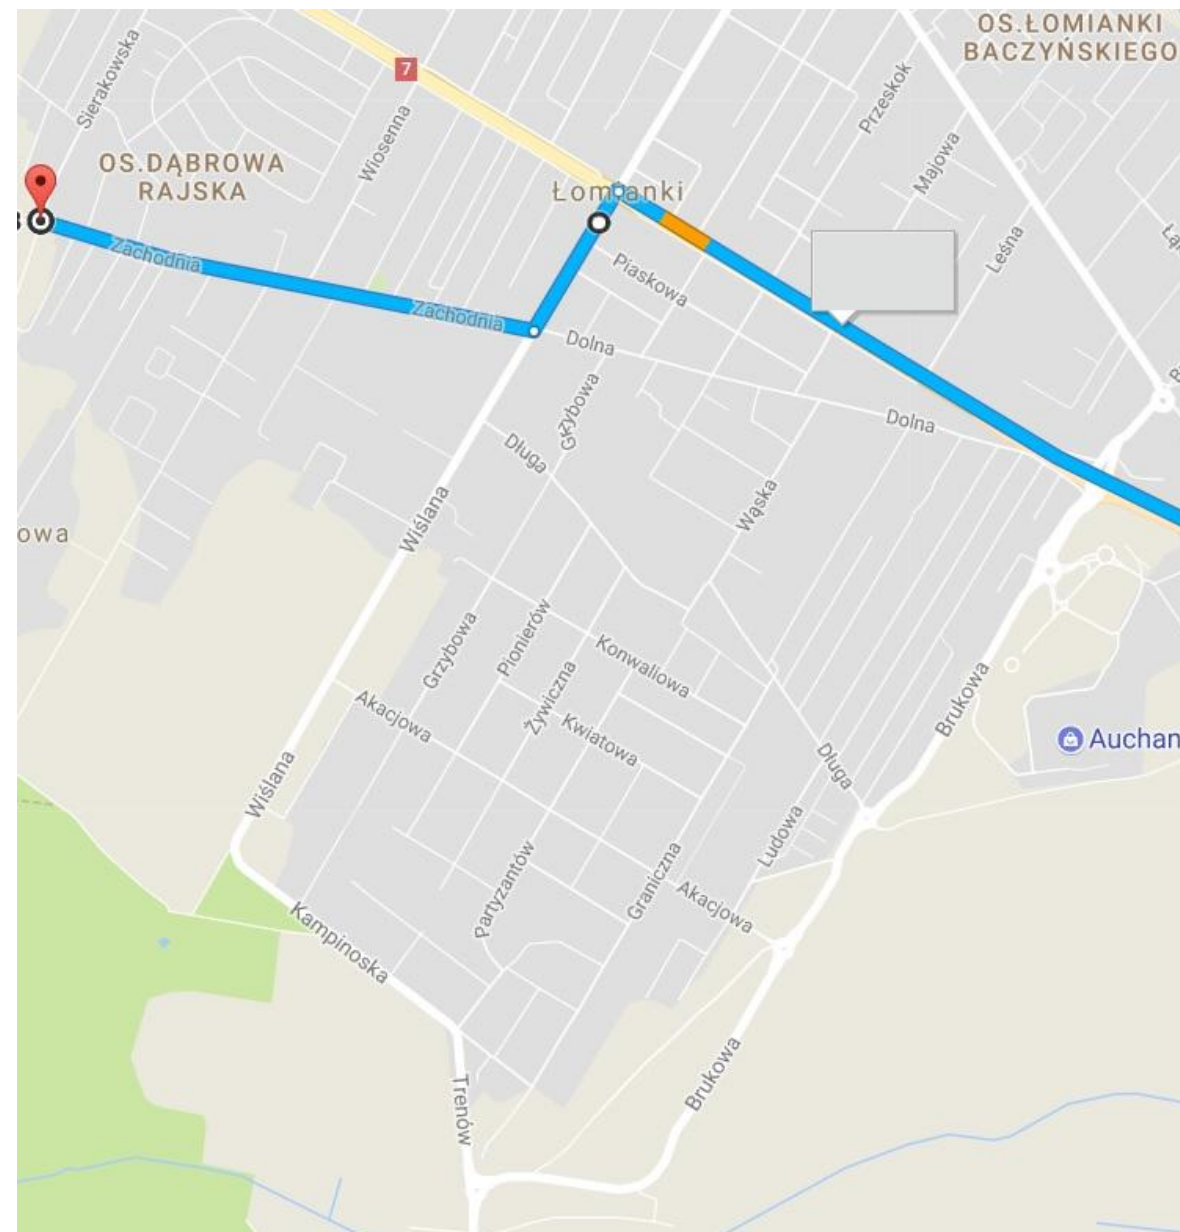 OS.ŁOMIANKI
BACZYŃSKIEGO
Sierakowska
7
Przeskok
Wiosenna
OS.DĄBROWA
RAJSKA
Majowa
Łomianki
Leśna
Zachodnia
Piaskowa
Zachodnia
Dolna
Grzybowa
Dolna
Długa
Wąska
Wiślana
owa
Pionierów
Grzybowa
Konwaliowa
Żywiczna
Brukowa
Akacjowa
Kwiatowa
Auchan
Długa
Wiślana
Ludowa
Partyzantów
Graniczna
Akacjowa
Kampinoska
Brukowa
Trenów